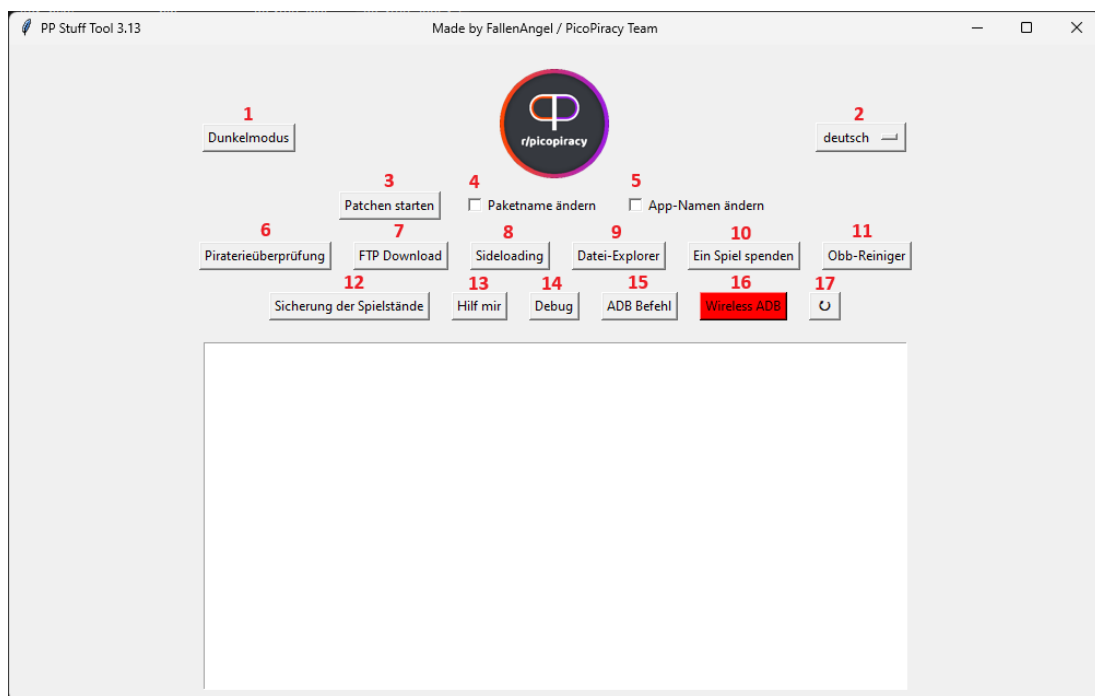 PP Stuff Tool 3.13 Made by FallenAngel / PicoPiracy Team
1 2
Dunkelmodus r/picopiracy deutsch
3 4 5
Patchen starten Paketname ändern App-Namen ändern
6 7 8 9 10 11
Piraterieüberprüfung FTP Download Sideloading Datei-Explorer Ein Spiel spenden Obb-Reiniger
12 13 14 15 16 17
Sicherung der Spielstände Hilf mir Debug ADB Befehl Wireless ADB